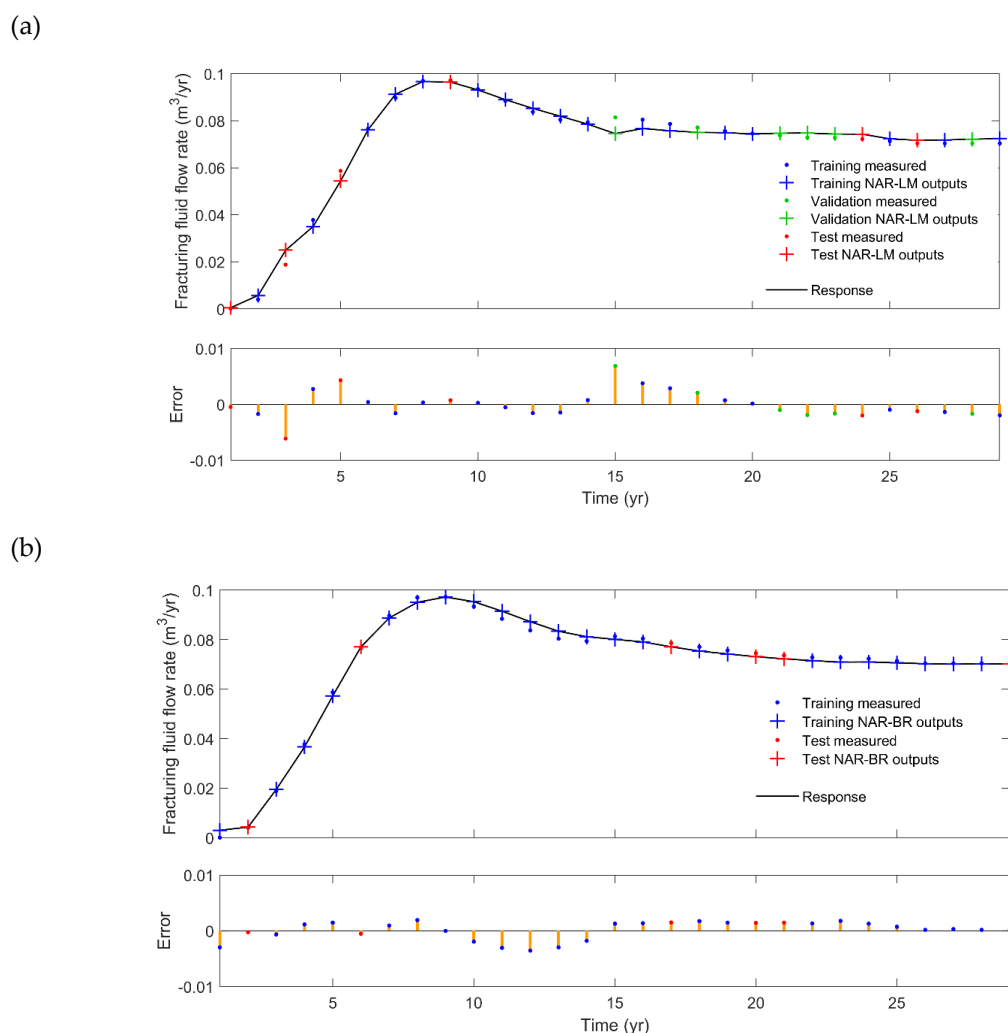 (a)
Fracturing fluid flow rate (m³/yr)
0.1
0.08
0.06
0.04
0.02
0
Training measured
Training NAR-LM outputs
Validation measured
Validation NAR-LM outputs
Test measured
Test NAR-LM outputs
Response
Error
0.01
0
-0.01
5 10 15 20 25
Time (yr)
(b)
Fracturing fluid flow rate (m³/yr)
0.1
0.08
0.06
0.04
0.02
0
Training measured
Training NAR-BR outputs
Test measured
Test NAR-BR outputs
Response
Error
0.01
0
-0.01
5 10 15 20 25
Time (yr)